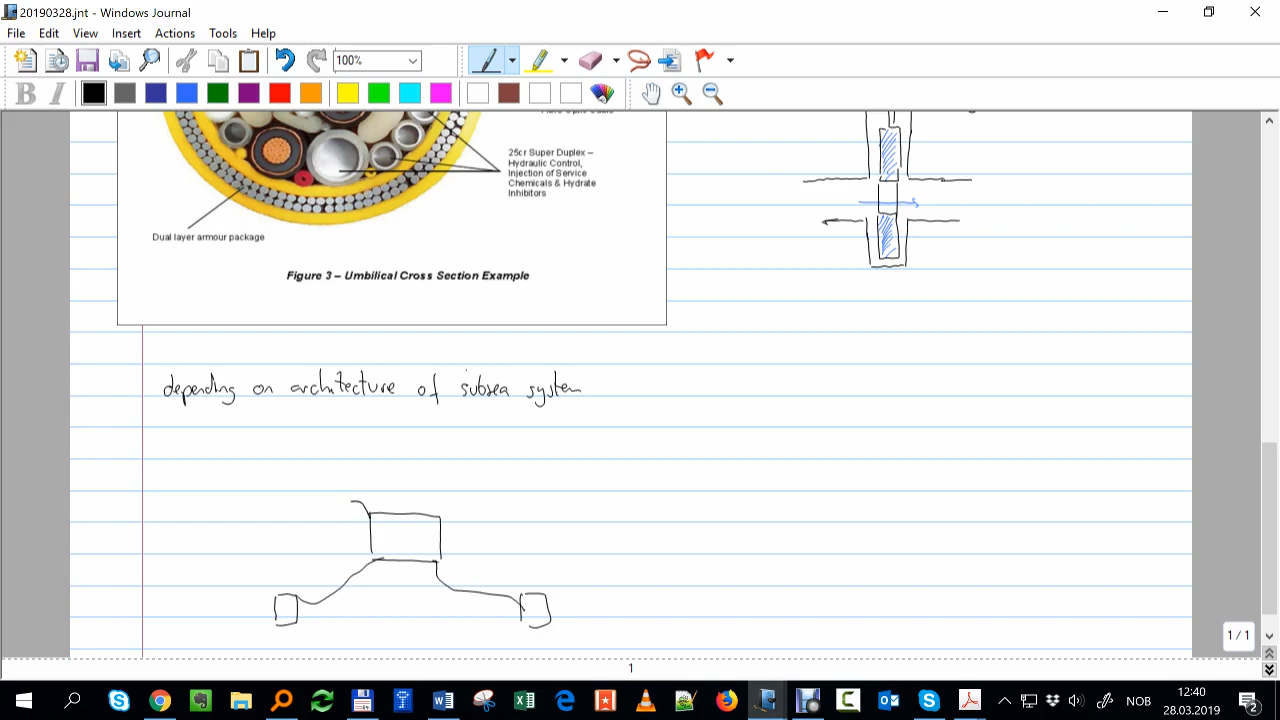 20190328.jnt - Windows Journal
File Edit View Insert Actions Tools Help
100%
B I
25cr Super Duplex –
Hydraulic Control,
Injection of Service
Chemicals & Hydrate
Inhibitors
Dual layer armour package
Figure 3 – Umbilical Cross Section Example
depending on architecture of subsea system
1 / 1
1
NOB
12:40
28.03.2019
2